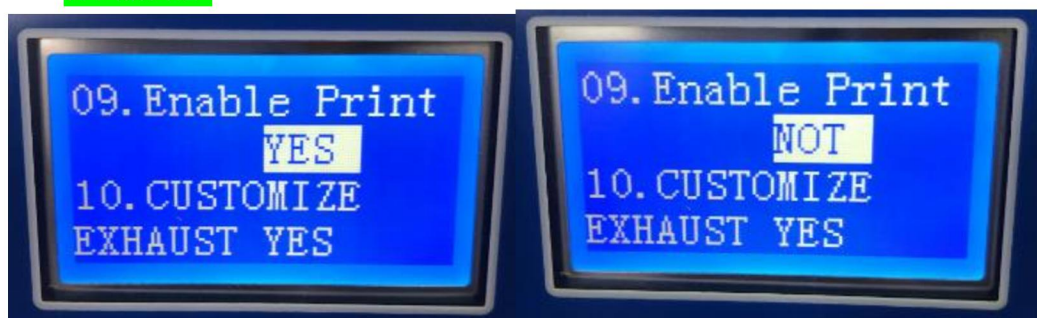 09.Enable Print
YES
10.CUSTOMIZE
EXHAUST YES
09.Enable Print
NOT
10.CUSTOMIZE
EXHAUST YES